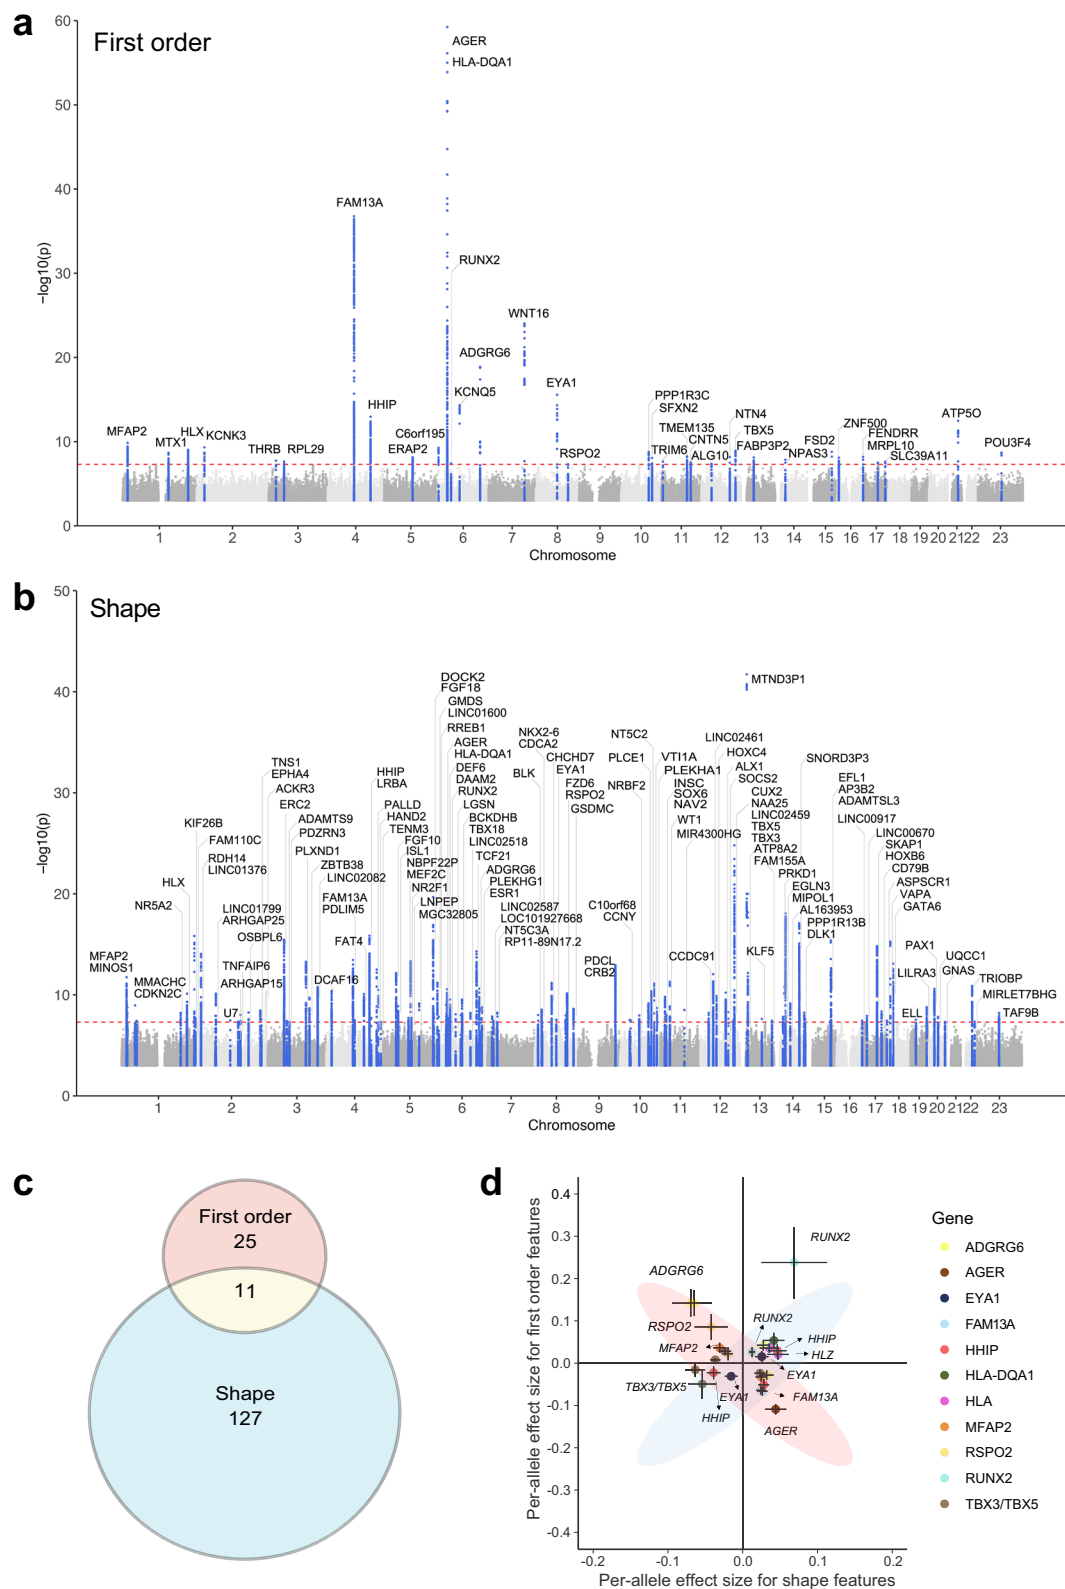 a
First order
60
50
40
30
20
10
0
−log10(p)
AGER
HLA-DQA1
FAM13A
RUNX2
WNT16
ADGRG6
KCNQ5
EYA1
HHIP
MFAP2
MTX1
HLX
KCNK3
THRB
RPL29
C6orf195
ERAP2
RSPO2
PPP1R3C
SFXN2
TMEM135
TRIM6
CNTN5
ALG10
NTN4
TBX5
FABP3P2
FSD2
NPAS3
ZNF500
FENDRR
MRPL10
SLC39A11
ATP5O
POU3F4
1 2 3 4 5 6 7 8 9 10 11 12 13 14 15 16 17 18 19 20 21 22 23
Chromosome
b
Shape
50
40
30
20
10
0
−log10(p)
MFAP2
MINOS1
MMACHC
CDKN2C
NR5A2
HLX
KIF26B
FAM110C
RDH14
LINC01376
LINC01799
ARHGAP25
OSBPL6
TNFAIP6
ARHGAP15
U7
TNS1
EPHA4
ACKR3
ERC2
ADAMTS9
PDZRN3
PLXND1
ZBTB38
LINC02082
FAM13A
PDLIM5
FAT4
DCAF16
HHIP
LRBA
PALLD
HAND2
TENM3
FGF10
ISL1
NBPF22P
MEF2C
NR2F1
LNPEP
MGC32805
DOCK2
FGF18
GMDS
LINC01600
RREB1
AGER
HLA-DQA1
DEF6
DAAM2
RUNX2
LGSN
BCKDHB
TBX18
LINC02518
TCF21
ADGRG6
PLEKHG1
ESR1
LINC02587
LOC101927668
NT5C3A
RP11-89N17.2
NKX2-6
CDCA2
BLK
CHCHD7
EYA1
FZD6
RSPO2
GSDMC
PDCL
CRB2
C10orf68
CCNY
NT5C2
PLCE1
NRBF2
VTI1A
PLEKHA1
INSC
SOX6
NAV2
WT1
MIR4300HG
CCDC91
LINC02461
HOXC4
ALX1
SOCS2
CUX2
NAA25
LINC02459
TBX5
TBX3
ATP8A2
FAM155A
MTND3P1
KLF5
PRKD1
EGLN3
MIPOL1
AL163953
PPP1R13B
DLK1
SNORD3P3
EFL1
AP3B2
ADAMTSL3
LINC00917
LINC00670
SKAP1
HOXB6
CD79B
ASPSCR1
VAPA
GATA6
PAX1
LILRA3
ELL
UQCC1
GNAS
TRIOBP
MIRLET7BHG
TAF9B
1 2 3 4 5 6 7 8 9 10 11 12 13 14 15 16 17 18 19 20 21 22 23
Chromosome
c
First order
25
11
Shape
127
d
Per-allele effect size for first order features
0.4
0.3
0.2
0.1
0.0
-0.1
-0.2
-0.3
-0.4
RUNX2
ADGRG6
RSPO2
MFAP2
RUNX2
HHIP
HLZ
EYA1
TBX3/TBX5
EYA1
FAM13A
HHIP
AGER
-0.2 -0.1 0.0 0.1 0.2
Per-allele effect size for shape features
Gene
ADGRG6
AGER
EYA1
FAM13A
HHIP
HLA-DQA1
HLA
MFAP2
RSPO2
RUNX2
TBX3/TBX5